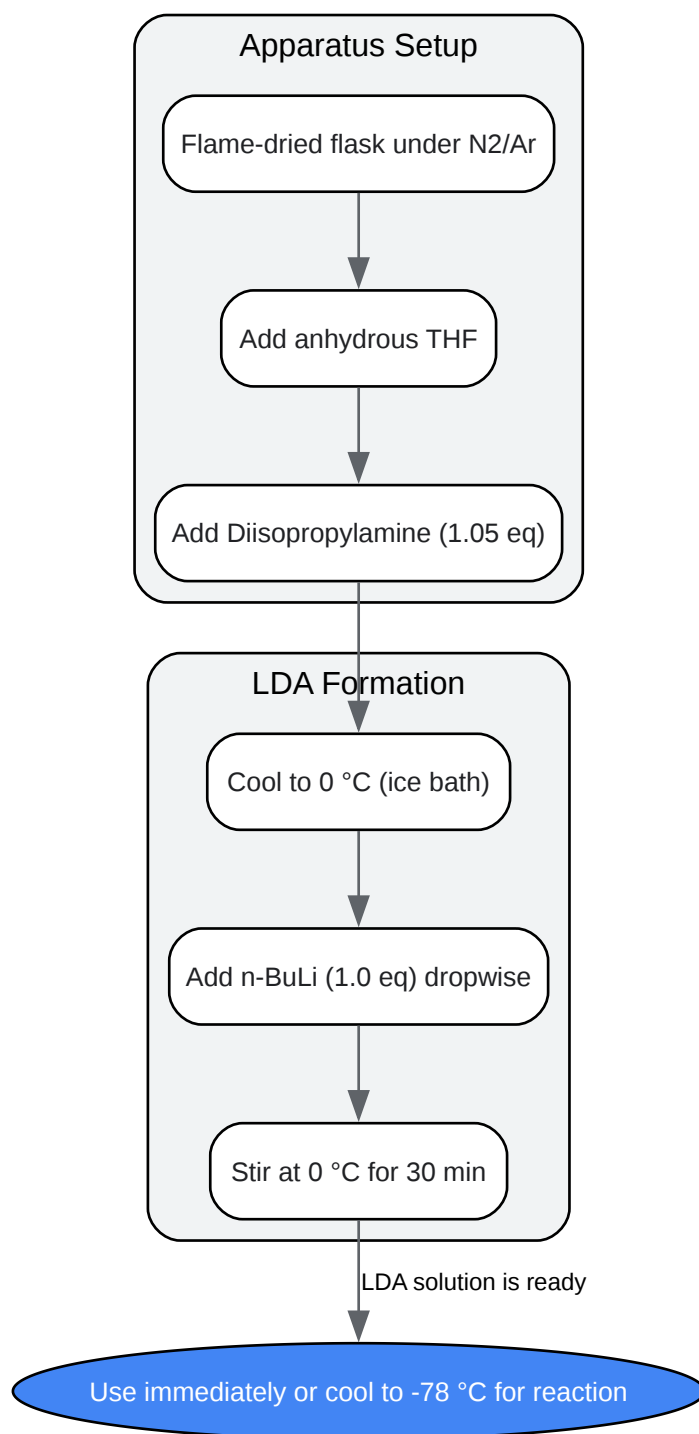 Apparatus Setup
Flame-dried flask under N2/Ar
Add anhydrous THF
Add Diisopropylamine (1.05 eq)
LDA Formation
Cool to 0 °C (ice bath)
Add n-BuLi (1.0 eq) dropwise
Stir at 0 °C for 30 min
LDA solution is ready
Use immediately or cool to -78 °C for reaction